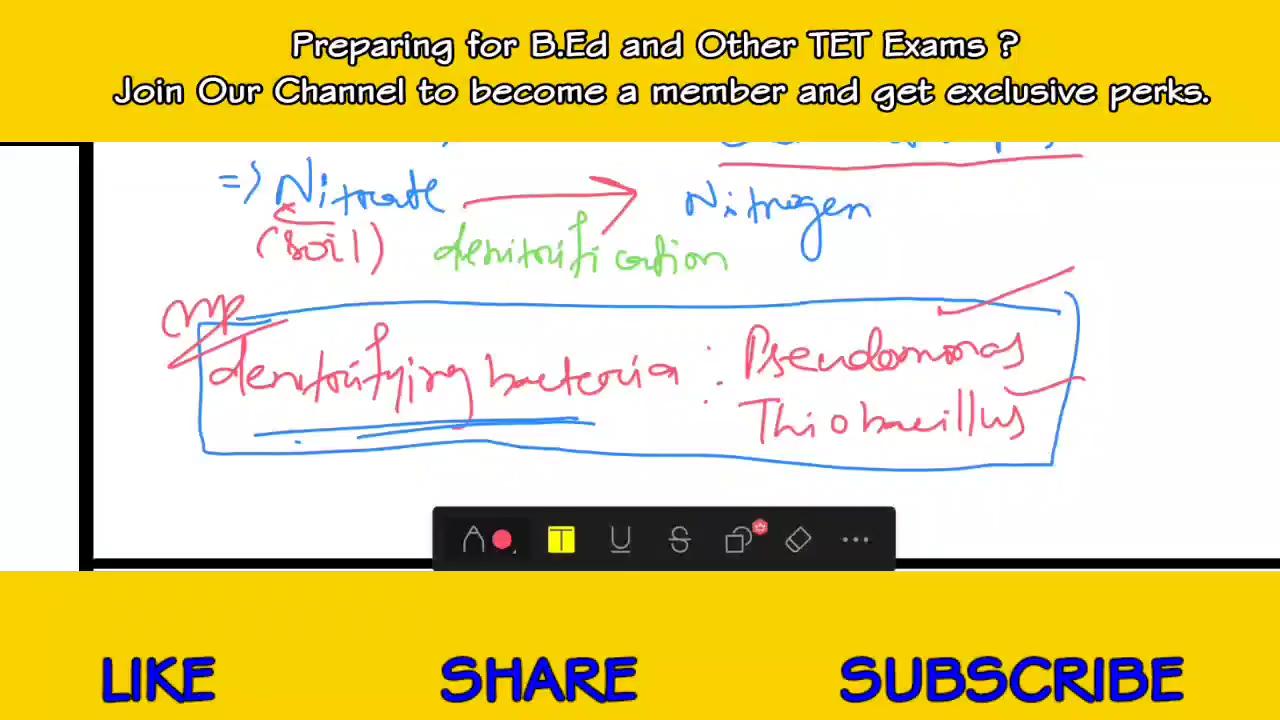 Preparing for B.Ed and Other TET Exams ?
Join Our Channel to become a member and get exclusive perks.
=> Nitrate → Nitrogen
(Soil) denitrification
Imp
denitrifying bacteria : Pseudomonas
Thiobacillus
LIKE SHARE SUBSCRIBE